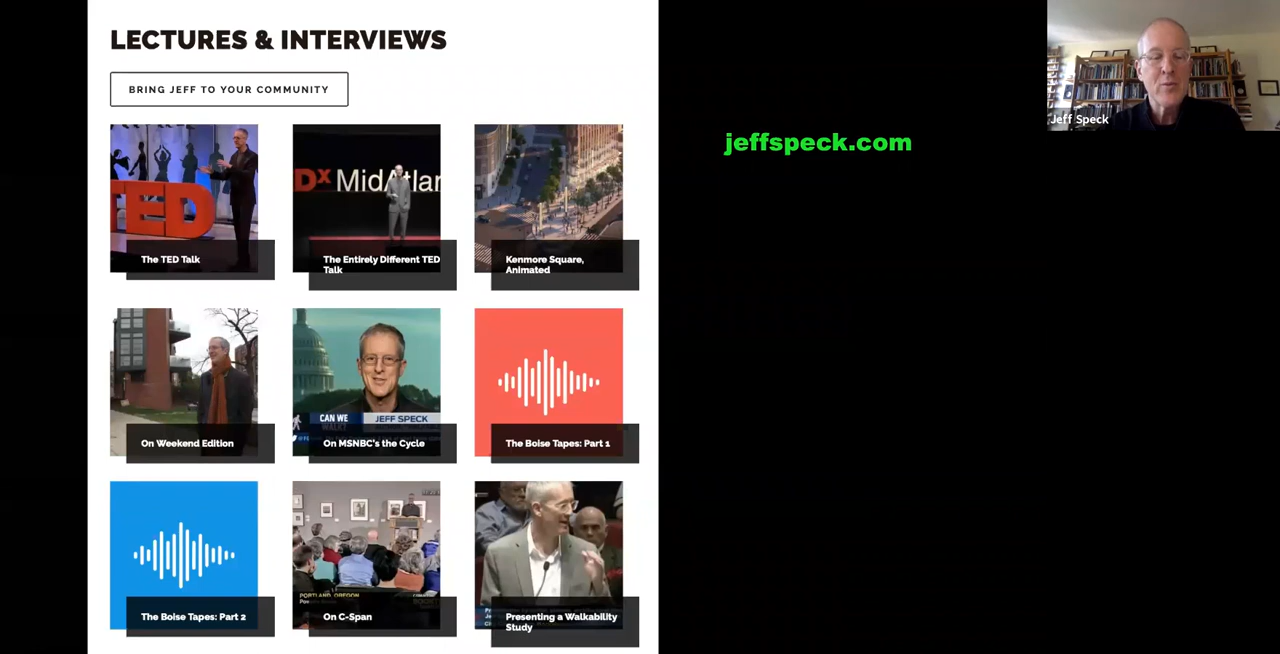 LECTURES & INTERVIEWS
BRING JEFF TO YOUR COMMUNITY
jeffspeck.com
Jeff Speck
TED
Dx MidAtlan
The TED Talk
The Entirely Different TED
Talk
Kenmore Square,
Animated
CAN WE
JEFF SPECK
On Weekend Edition
On MSNBC's the Cycle
The Boise Tapes: Part 1
PORTLAND, OREGON
The Boise Tapes: Part 2
On C-Span
Presenting a Walkability
Study